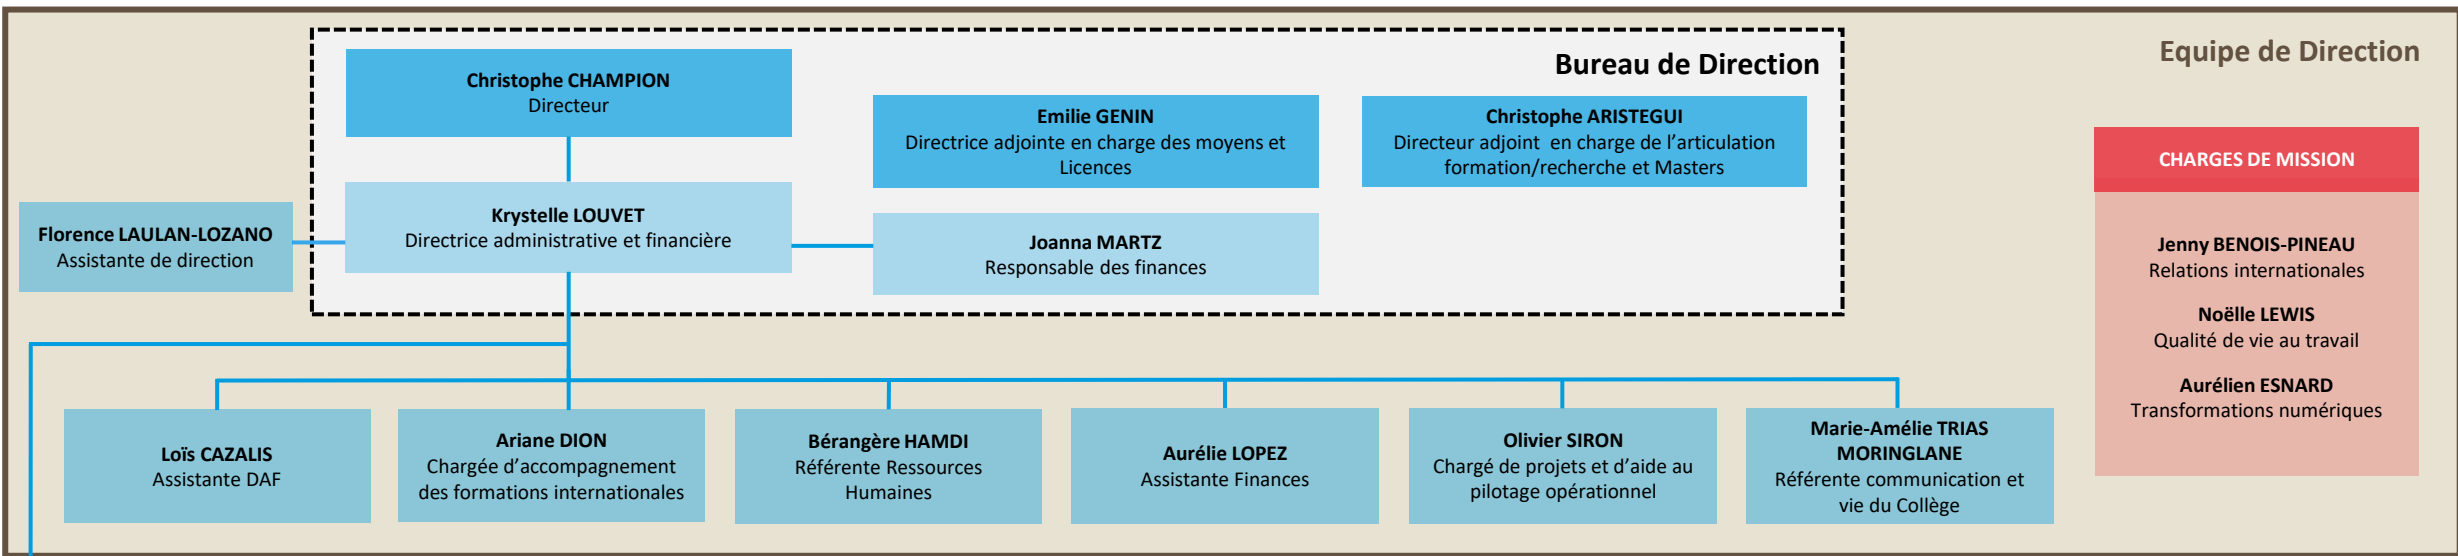 Equipe de Direction
Bureau de Direction
Christophe CHAMPION
Directeur
Emilie GENIN
Directrice adjointe en charge des moyens et
Licences
Christophe ARISTEGUI
Directeur adjoint en charge de l’articulation
formation/recherche et Masters
Krystelle LOUVET
Directrice administrative et financière
Florence LAULAN-LOZANO
Assistante de direction
Joanna MARTZ
Responsable des finances
CHARGES DE MISSION
Jenny BENOIS-PINEAU
Relations internationales
Noëlle LEWIS
Qualité de vie au travail
Aurélien ESNARD
Transformations numériques
Loïs CAZALIS
Assistante DAF
Ariane DION
Chargée d’accompagnement
des formations internationales
Bérangère HAMDI
Référente Ressources
Humaines
Aurélie LOPEZ
Assistante Finances
Olivier SIRON
Chargé de projets et d’aide au
pilotage opérationnel
Marie-Amélie TRIAS
MORINGLANE
Référente communication et
vie du Collège